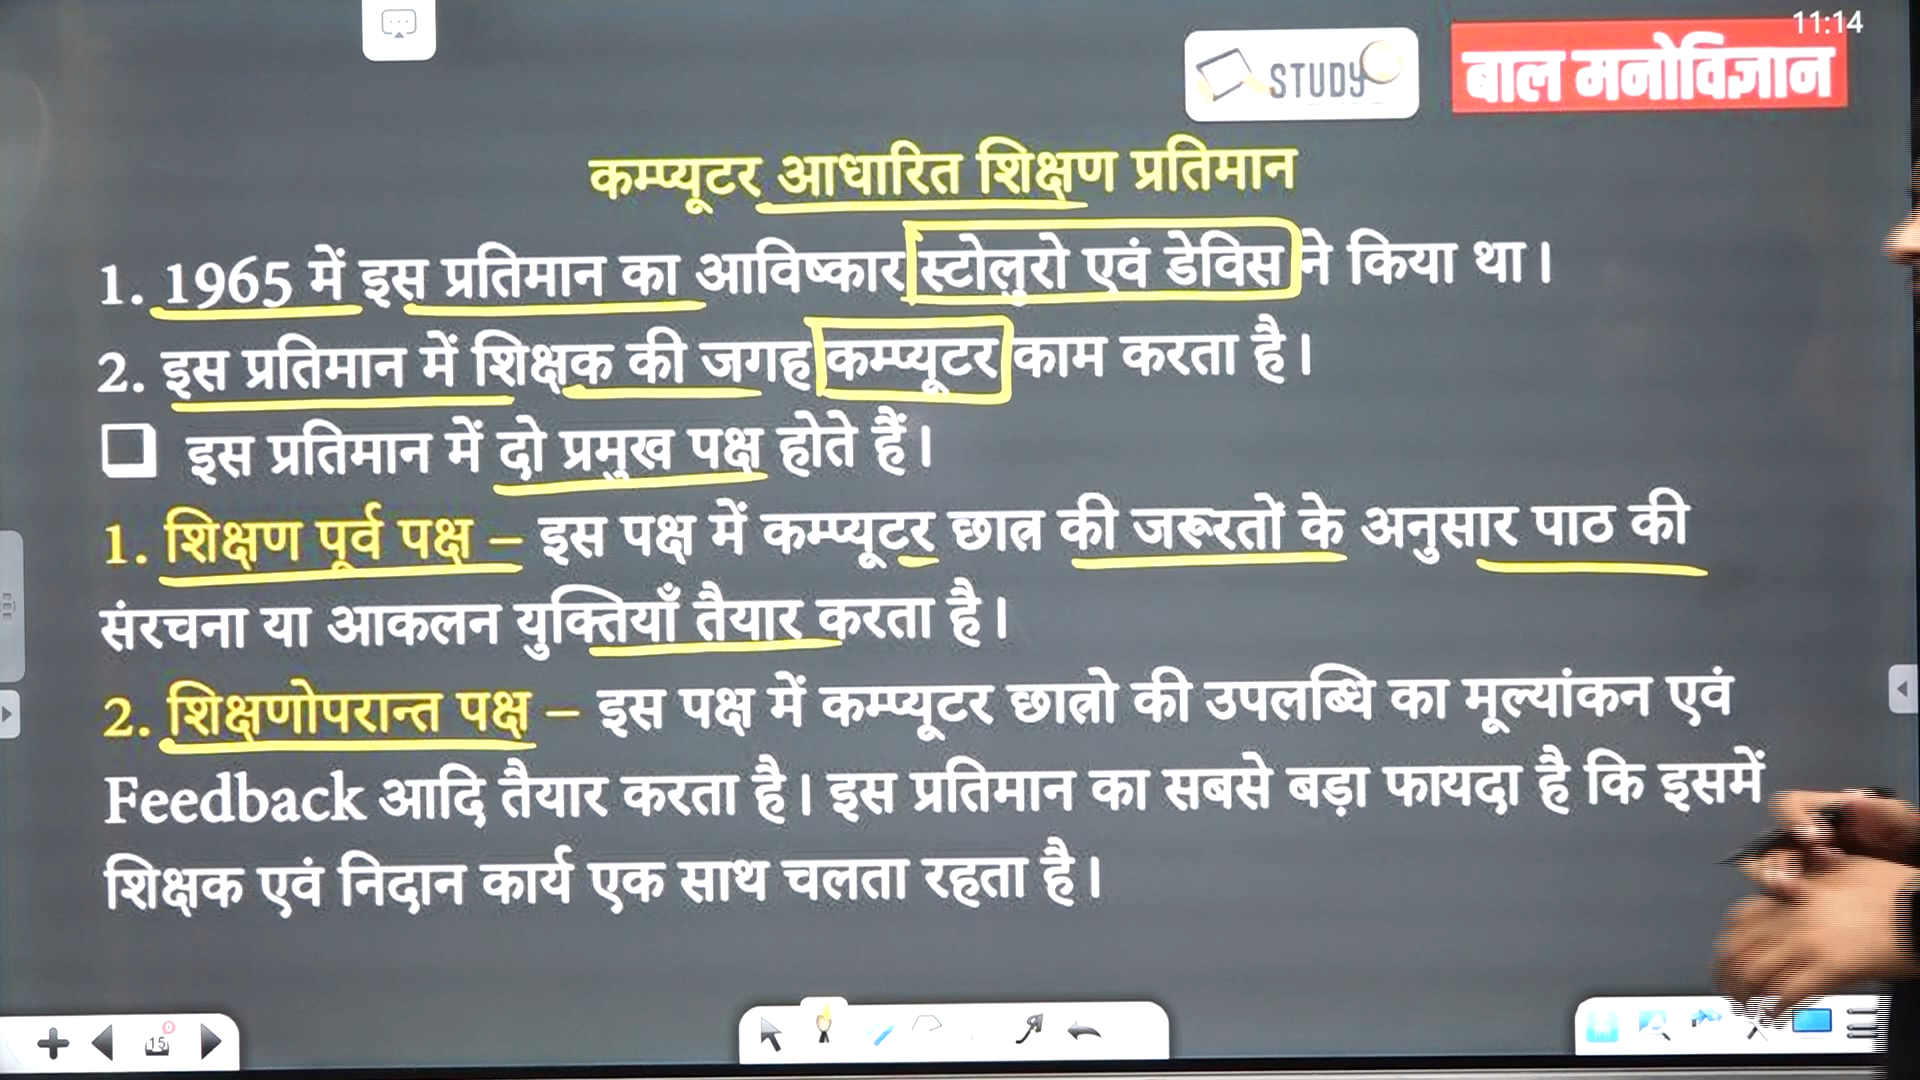 11:14
STUDY
बाल मनोविज्ञान
कम्प्यूटर आधारित शिक्षण प्रतिमान
1. 1965 में इस प्रतिमान का आविष्कार स्टोलुरो एवं डेविस ने किया था।
2. इस प्रतिमान में शिक्षक की जगह कम्प्यूटर काम करता है।
इस प्रतिमान में दो प्रमुख पक्ष होते हैं।
1. शिक्षण पूर्व पक्ष – इस पक्ष में कम्प्यूटर छात्र की जरूरतों के अनुसार पाठ की
संरचना या आकलन युक्तियाँ तैयार करता है।
2. शिक्षणोपरान्त पक्ष – इस पक्ष में कम्प्यूटर छात्रो की उपलब्धि का मूल्यांकन एवं
Feedback आदि तैयार करता है। इस प्रतिमान का सबसे बड़ा फायदा है कि इसमें
शिक्षक एवं निदान कार्य एक साथ चलता रहता है।
15
0